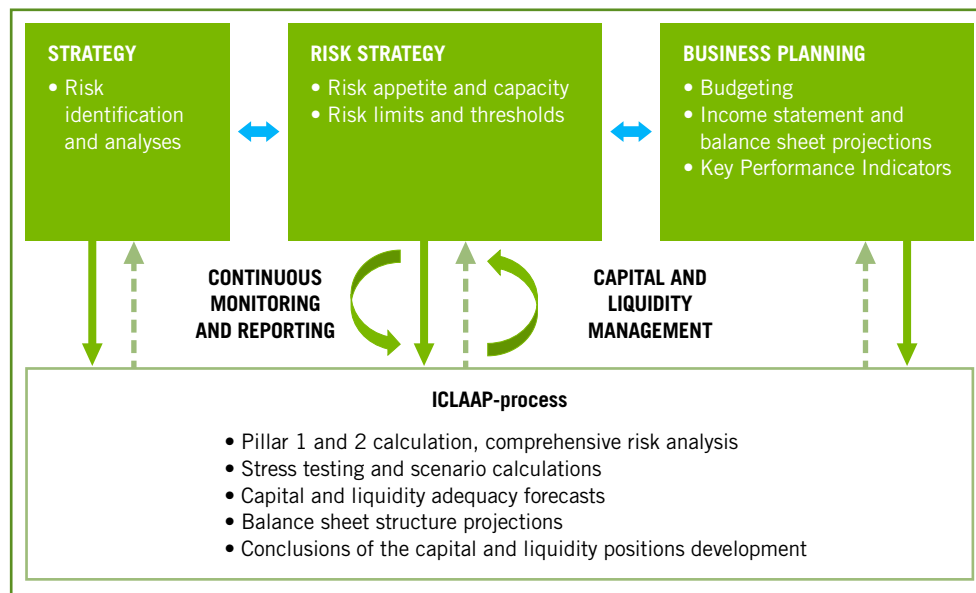 STRATEGY
• Risk
identification
and analyses
RISK STRATEGY
• Risk appetite and capacity
• Risk limits and thresholds
BUSINESS PLANNING
• Budgeting
• Income statement and
balance sheet projections
• Key Performance Indicators
CONTINUOUS
MONITORING
AND REPORTING
CAPITAL AND
LIQUIDITY
MANAGEMENT
ICLAAP-process
• Pillar 1 and 2 calculation, comprehensive risk analysis
• Stress testing and scenario calculations
• Capital and liquidity adequacy forecasts
• Balance sheet structure projections
• Conclusions of the capital and liquidity positions development